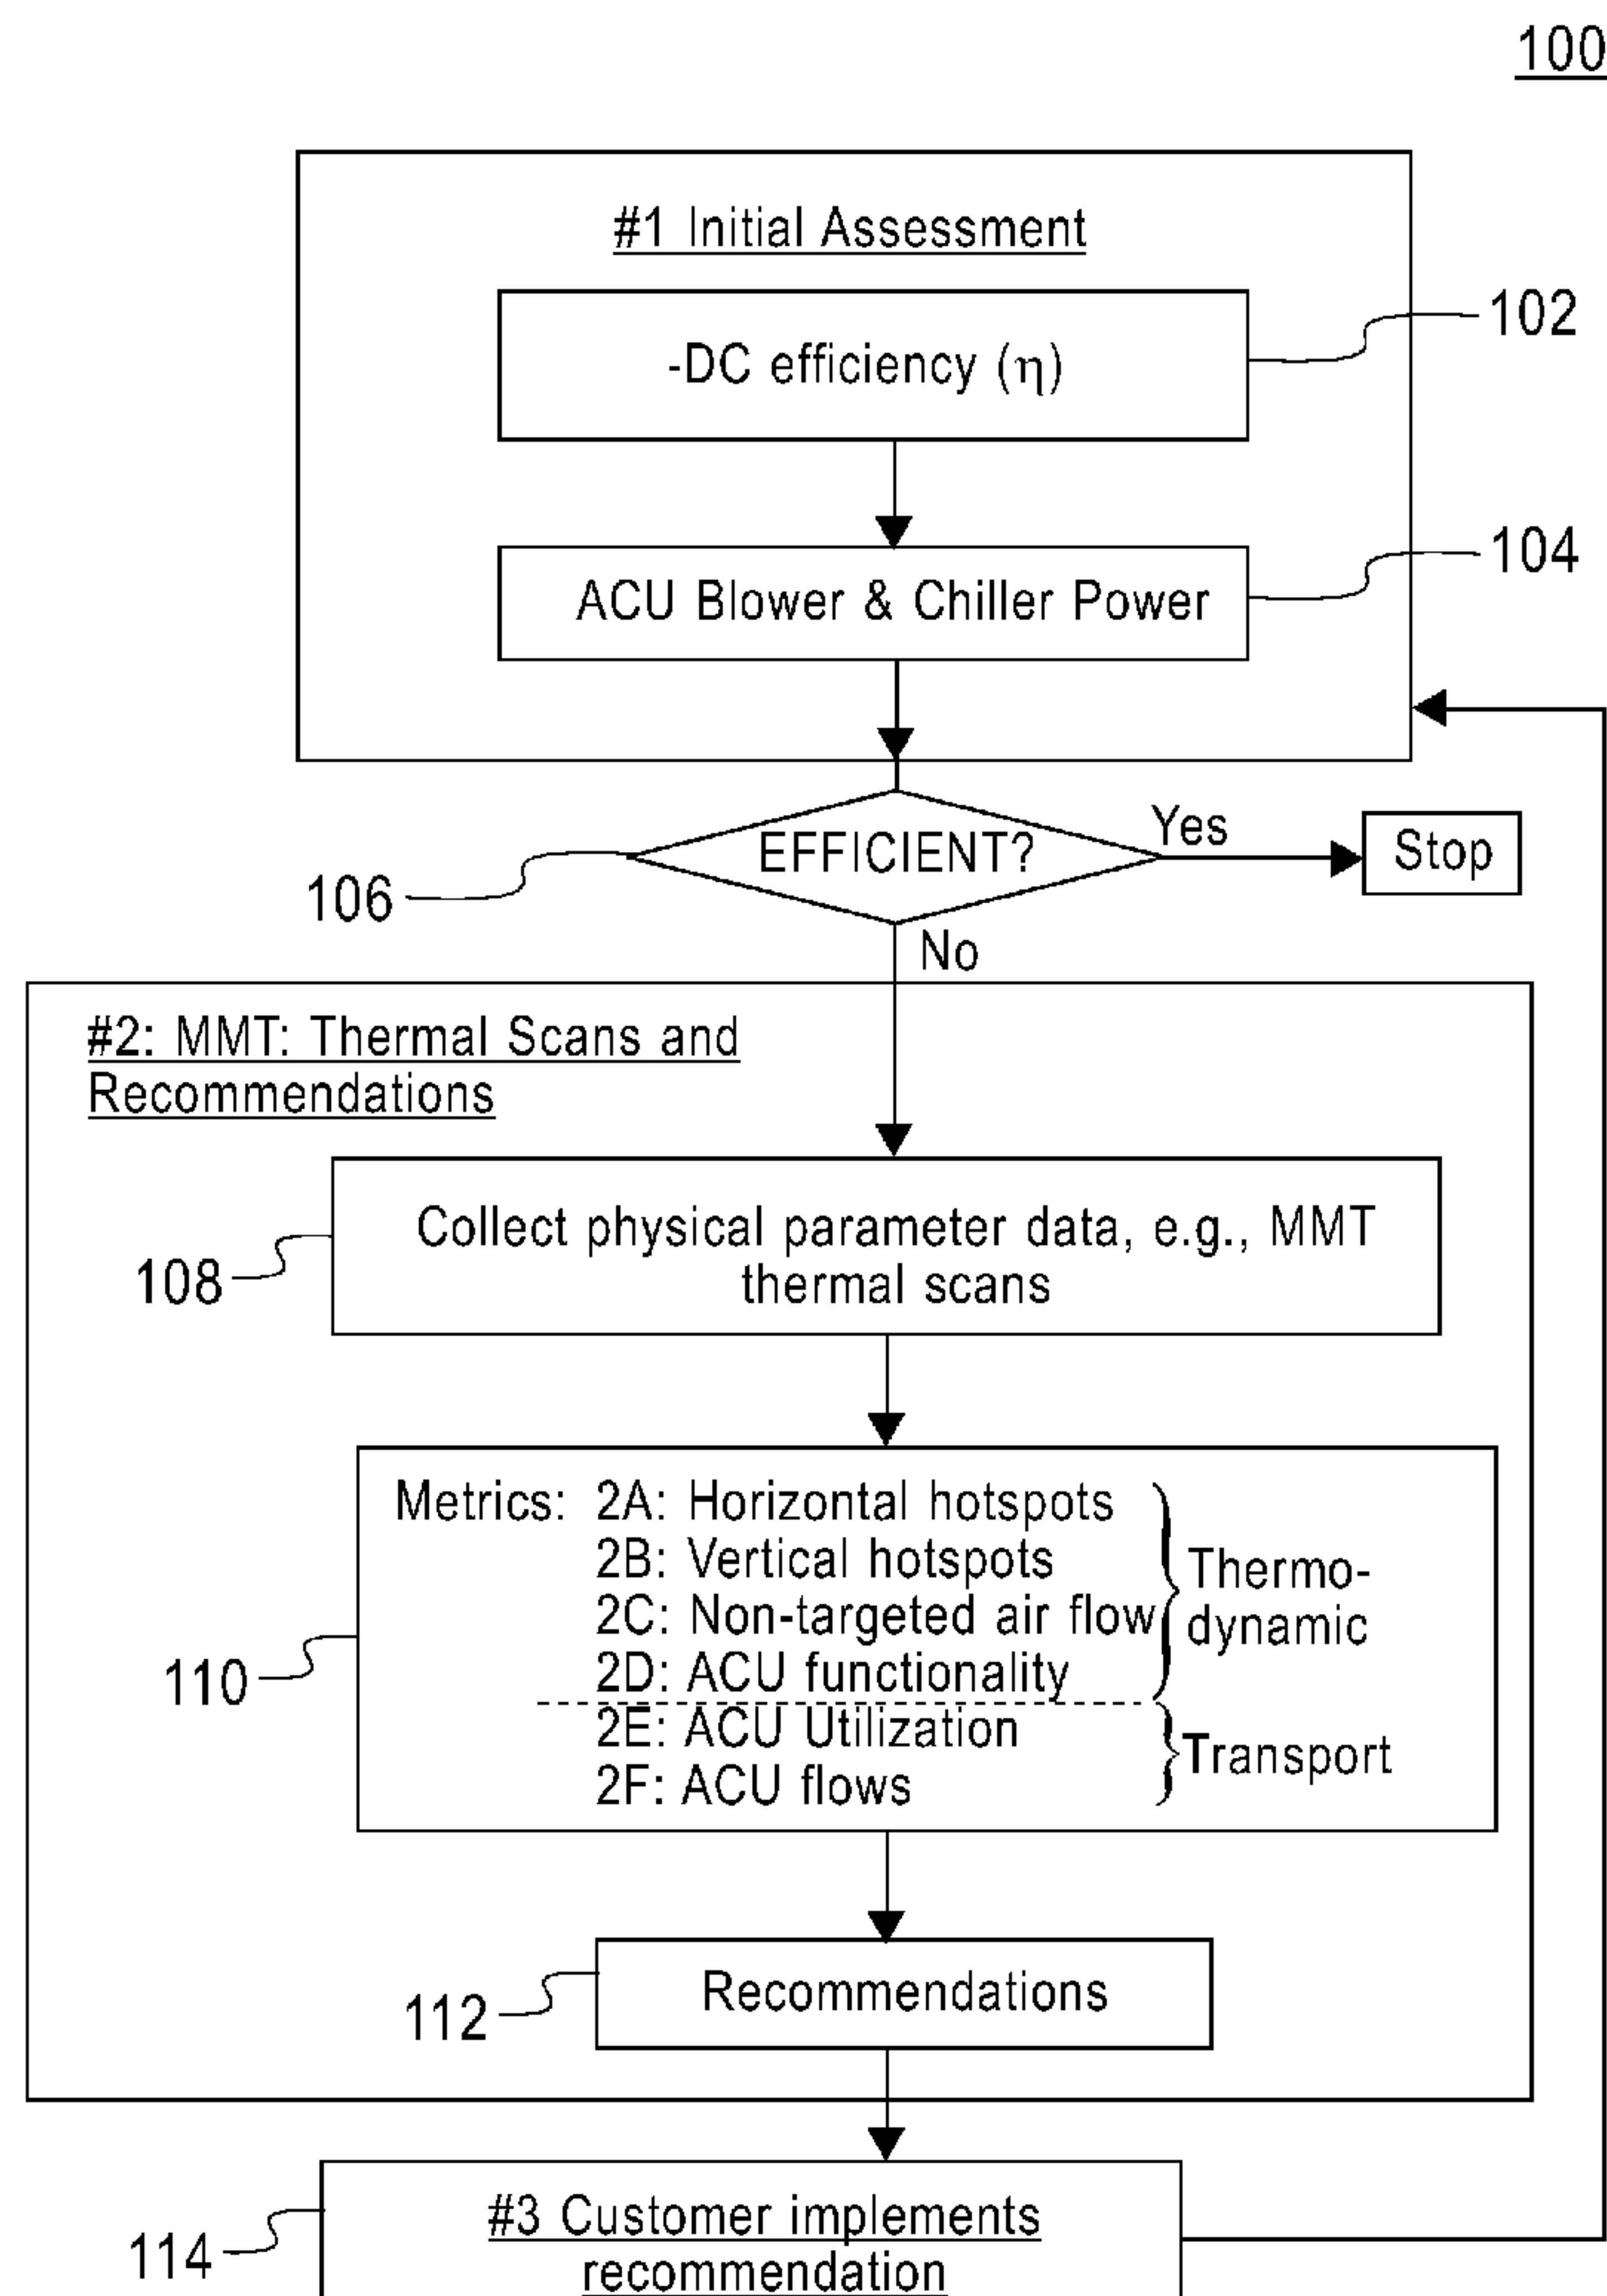 100
#1 Initial Assessment
-DC efficiency (η)
102
ACU Blower & Chiller Power
104
EFFICIENT?
Yes
Stop
106
No
#2: MMT: Thermal Scans and
Recommendations
Collect physical parameter data, e.g., MMT
thermal scans
108
Metrics: 2A: Horizontal hotspots
2B: Vertical hotspots
2C: Non-targeted air flow
2D: ACU functionality
Thermo-
dynamic
110
2E: ACU Utilization
2F: ACU flows
Transport
Recommendations
112
#3 Customer implements
recommendation
114